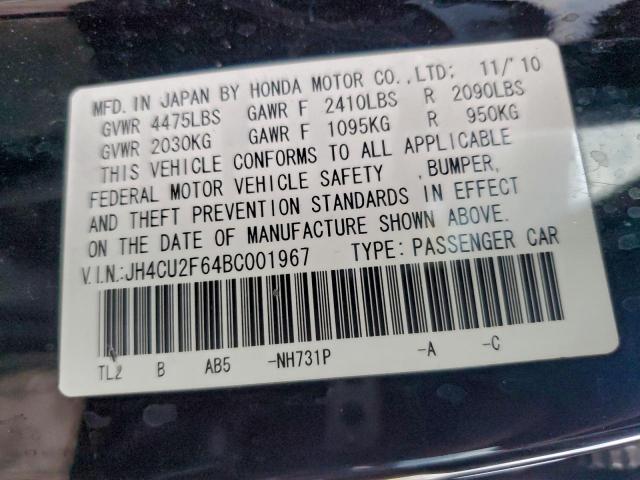 MFD. IN JAPAN BY HONDA MOTOR CO.,LTD; 11/'10
GVWR 4475LBS GAWR F 2410LBS R 2090LBS
GVWR 2030KG GAWR F 1095KG R 950KG
THIS VEHICLE CONFORMS TO ALL APPLICABLE
FEDERAL MOTOR VEHICLE SAFETY ,BUMPER,
AND THEFT PREVENTION STANDARDS IN EFFECT
ON THE DATE OF MANUFACTURE SHOWN ABOVE.
V.I.N.:JH4CU2F64BC001967 TYPE: PASSENGER CAR
TL2 B AB5 -NH731P -A -C